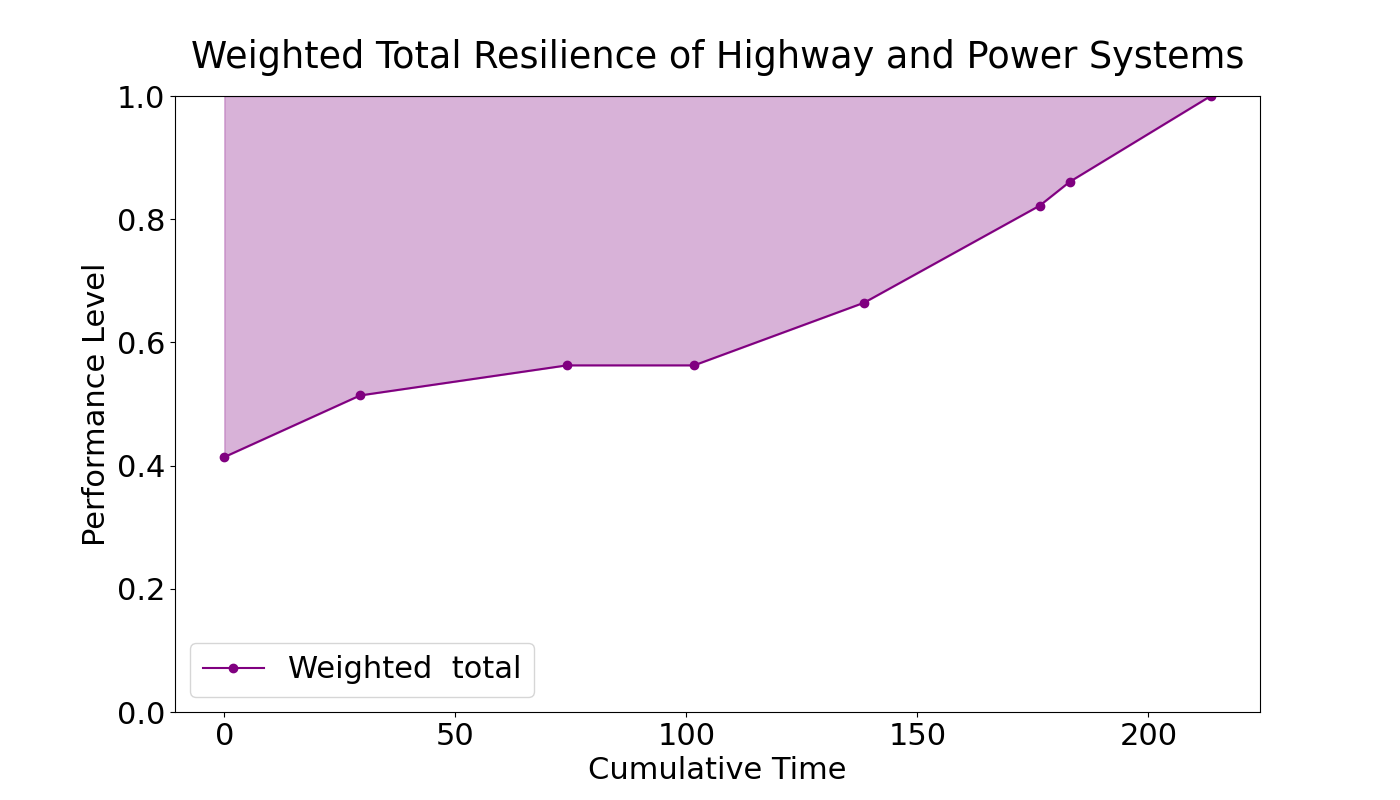 Weighted Total Resilience of Highway and Power Systems
1.0
0.8
0.6
0.4
0.2
0.0
Performance Level
Weighted  total
0 50 100 150 200
Cumulative Time